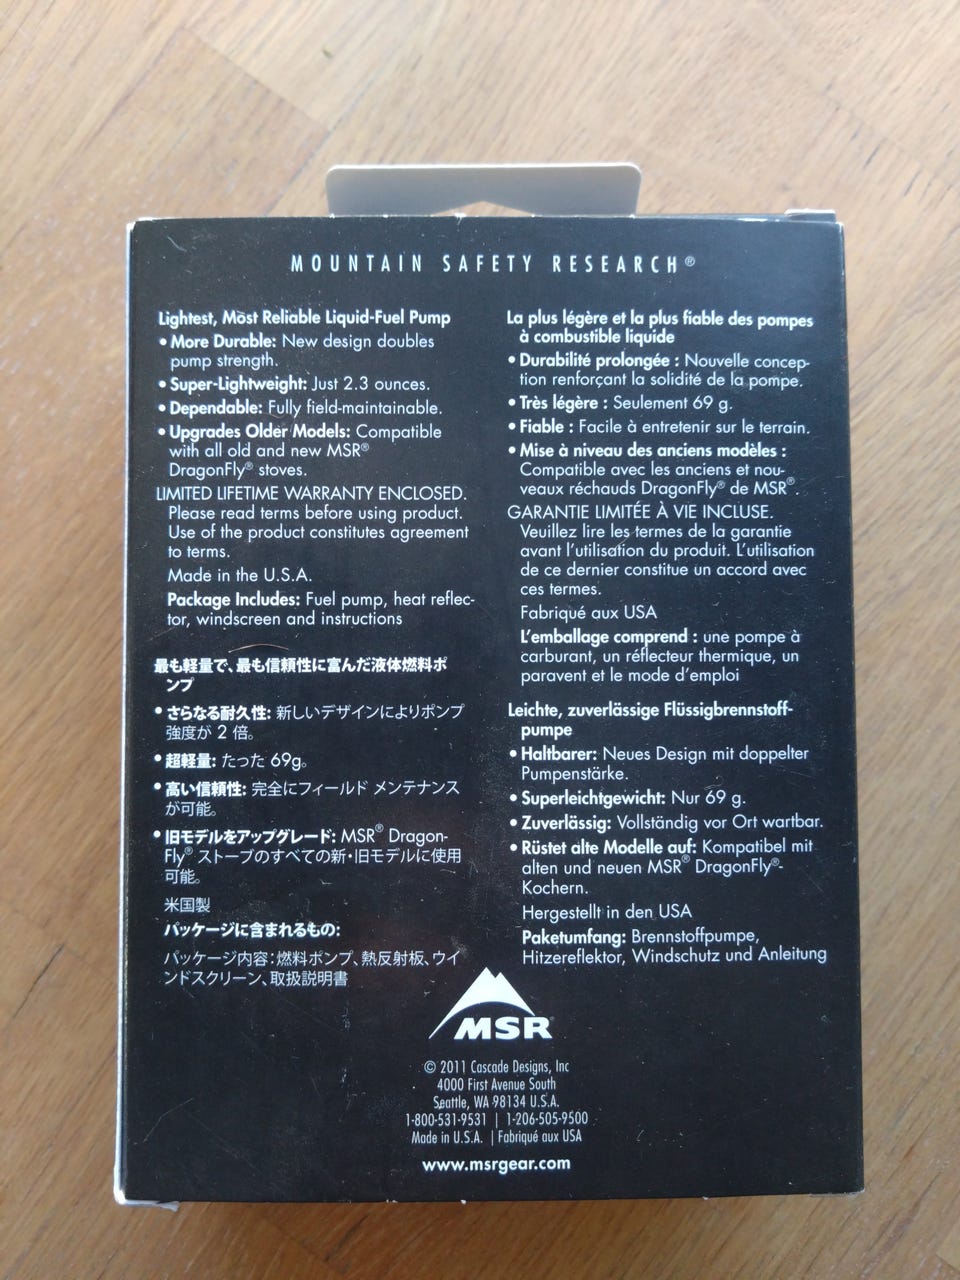 MOUNTAIN SAFETY RESEARCH®
Lightest, Most Reliable Liquid-Fuel Pump
• More Durable: New design doubles
pump strength.
• Super-Lightweight: Just 2.3 ounces.
• Dependable: Fully field-maintainable.
• Upgrades Older Models: Compatible
with all old and new MSR®
DragonFly® stoves.
LIMITED LIFETIME WARRANTY ENCLOSED.
Please read terms before using product.
Use of the product constitutes agreement
to terms.
Made in the U.S.A.
Package Includes: Fuel pump, heat reflec-
tor, windscreen and instructions
最も軽量で、最も信頼性に富んだ液体燃料ポ
ンプ
• さらなる耐久性: 新しいデザインによりポンプ
強度が 2 倍。
• 超軽量: たった 69g。
• 高い信頼性: 完全にフィールド メンテナンス
が可能。
• 旧モデルをアップグレード: MSR® Dragon-
Fly® ストーブのすべての新・旧モデルに使用
可能。
米国製
パッケージに含まれるもの:
パッケージ内容: 燃料ポンプ、熱反射板、ウイ
ンドスクリーン、取扱説明書
La plus légère et la plus fiable des pompes
à combustible liquide
• Durabilité prolongée : Nouvelle concep-
tion renforçant la solidité de la pompe.
• Très légère : Seulement 69 g.
• Fiable : Facile à entretenir sur le terrain.
• Mise à niveau des anciens modèles :
Compatible avec les anciens et nou-
veaux réchauds DragonFly® de MSR®.
GARANTIE LIMITÉE À VIE INCLUSE.
Veuillez lire les termes de la garantie
avant l'utilisation du produit. L'utilisation
de ce dernier constitue un accord avec
ces termes.
Fabriqué aux USA
L'emballage comprend : une pompe à
carburant, un réflecteur thermique, un
paravent et le mode d'emploi
Leichte, zuverlässige Flüssigbrennstoff-
pumpe
• Haltbarer: Neues Design mit doppelter
Pumpenstärke.
• Superleichtgewicht: Nur 69 g.
• Zuverlässig: Vollständig vor Ort wartbar.
• Rüstet alte Modelle auf: Kompatibel mit
alten und neuen MSR® DragonFly®-
Kochern.
Hergestellt in den USA
Paketumfang: Brennstoffpumpe,
Hitzereflektor, Windschutz und Anleitung
MSR®
© 2011 Cascade Designs, Inc
4000 First Avenue South
Seattle, WA 98134 U.S.A.
1-800-531-9531 | 1-206-505-9500
Made in U.S.A. | Fabriqué aux USA
www.msrgear.com